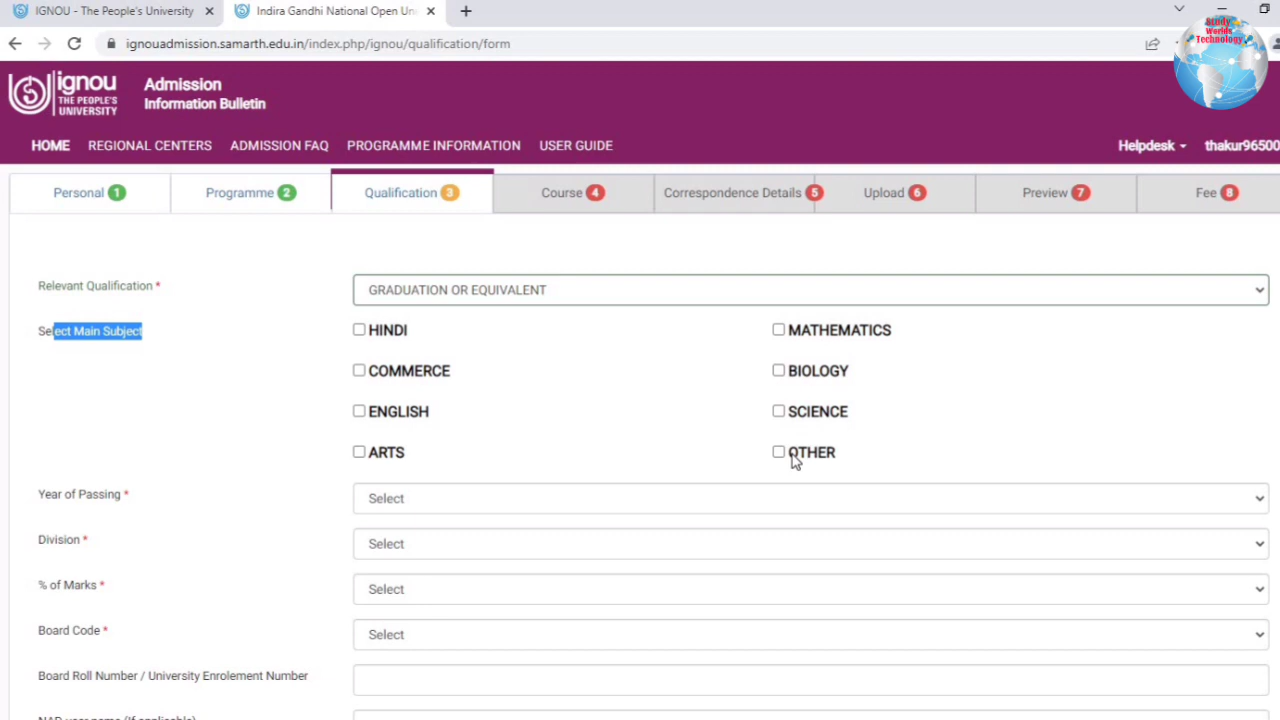 IGNOU - The People's University
Indira Gandhi National Open Uni
ignouadmission.samarth.edu.in/index.php/ignou/qualification/form
Study
Worlds
Technology
ignou
THE PEOPLE'S
UNIVERSITY
Admission
Information Bulletin
HOME REGIONAL CENTERS ADMISSION FAQ PROGRAMME INFORMATION USER GUIDE Helpdesk thakur96500
Personal 1 Programme 2 Qualification 3 Course 4 Correspondence Details 5 Upload 6 Preview 7 Fee 8
Relevant Qualification * GRADUATION OR EQUIVALENT
Select Main Subject HINDI MATHEMATICS
COMMERCE BIOLOGY
ENGLISH SCIENCE
ARTS OTHER
Year of Passing * Select
Division * Select
% of Marks * Select
Board Code * Select
Board Roll Number / University Enrolement Number
NAD user name (If applicable)